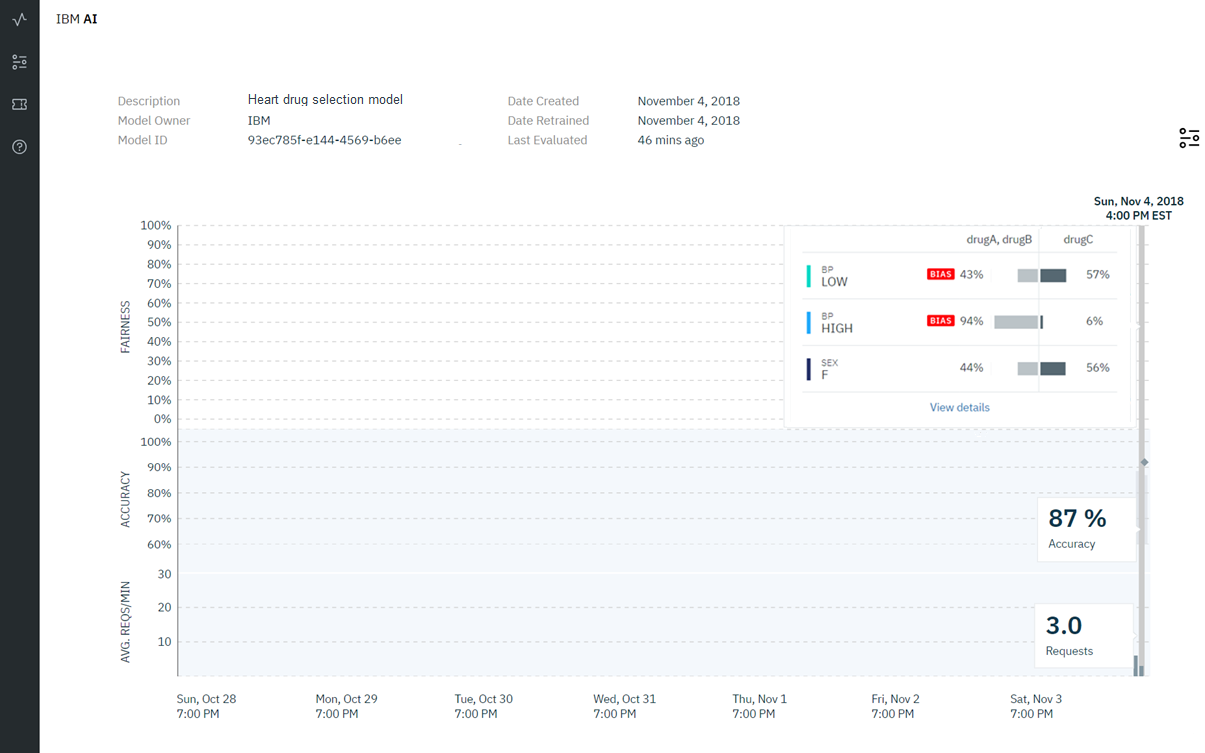 IBM AI
Description Heart drug selection model Date Created November 4, 2018
Model Owner IBM Date Retrained November 4, 2018
Model ID 93ec785f-e144-4569-b6ee Last Evaluated 46 mins ago
Sun, Nov 4, 2018
4:00 PM EST
FAIRNESS
100%
90%
80%
70%
60%
50%
40%
30%
20%
10%
0%
drugA, drugB drugC
BP
LOW BIAS 43% 57%
BP
HIGH BIAS 94% 6%
SEX
F 44% 56%
View details
ACCURACY
100%
90%
80%
70%
60%
87 %
Accuracy
AVG. REQS/MIN
30
20
10
3.0
Requests
Sun, Oct 28 Mon, Oct 29 Tue, Oct 30 Wed, Oct 31 Thu, Nov 1 Fri, Nov 2 Sat, Nov 3
7:00 PM 7:00 PM 7:00 PM 7:00 PM 7:00 PM 7:00 PM 7:00 PM